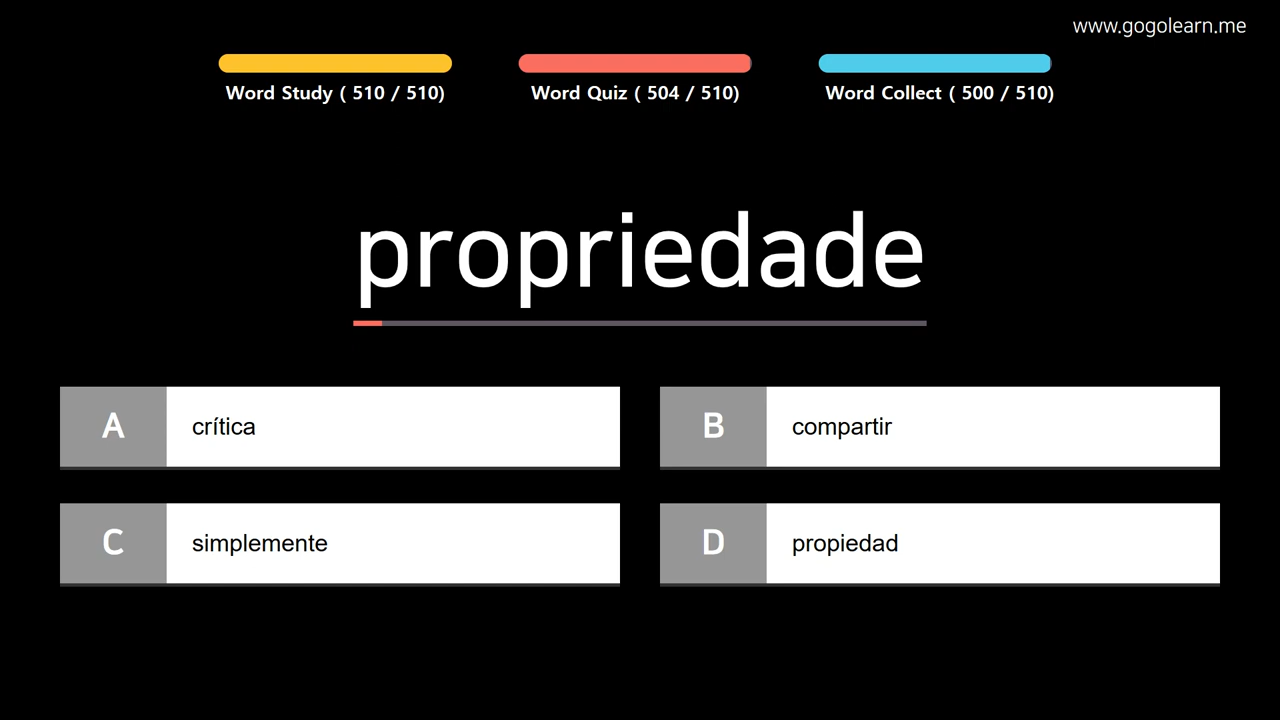 www.gogolearn.me
Word Study ( 510 / 510)
Word Quiz ( 504 / 510)
Word Collect ( 500 / 510)
propriedade
A
crítica
B
compartir
C
simplemente
D
propiedad